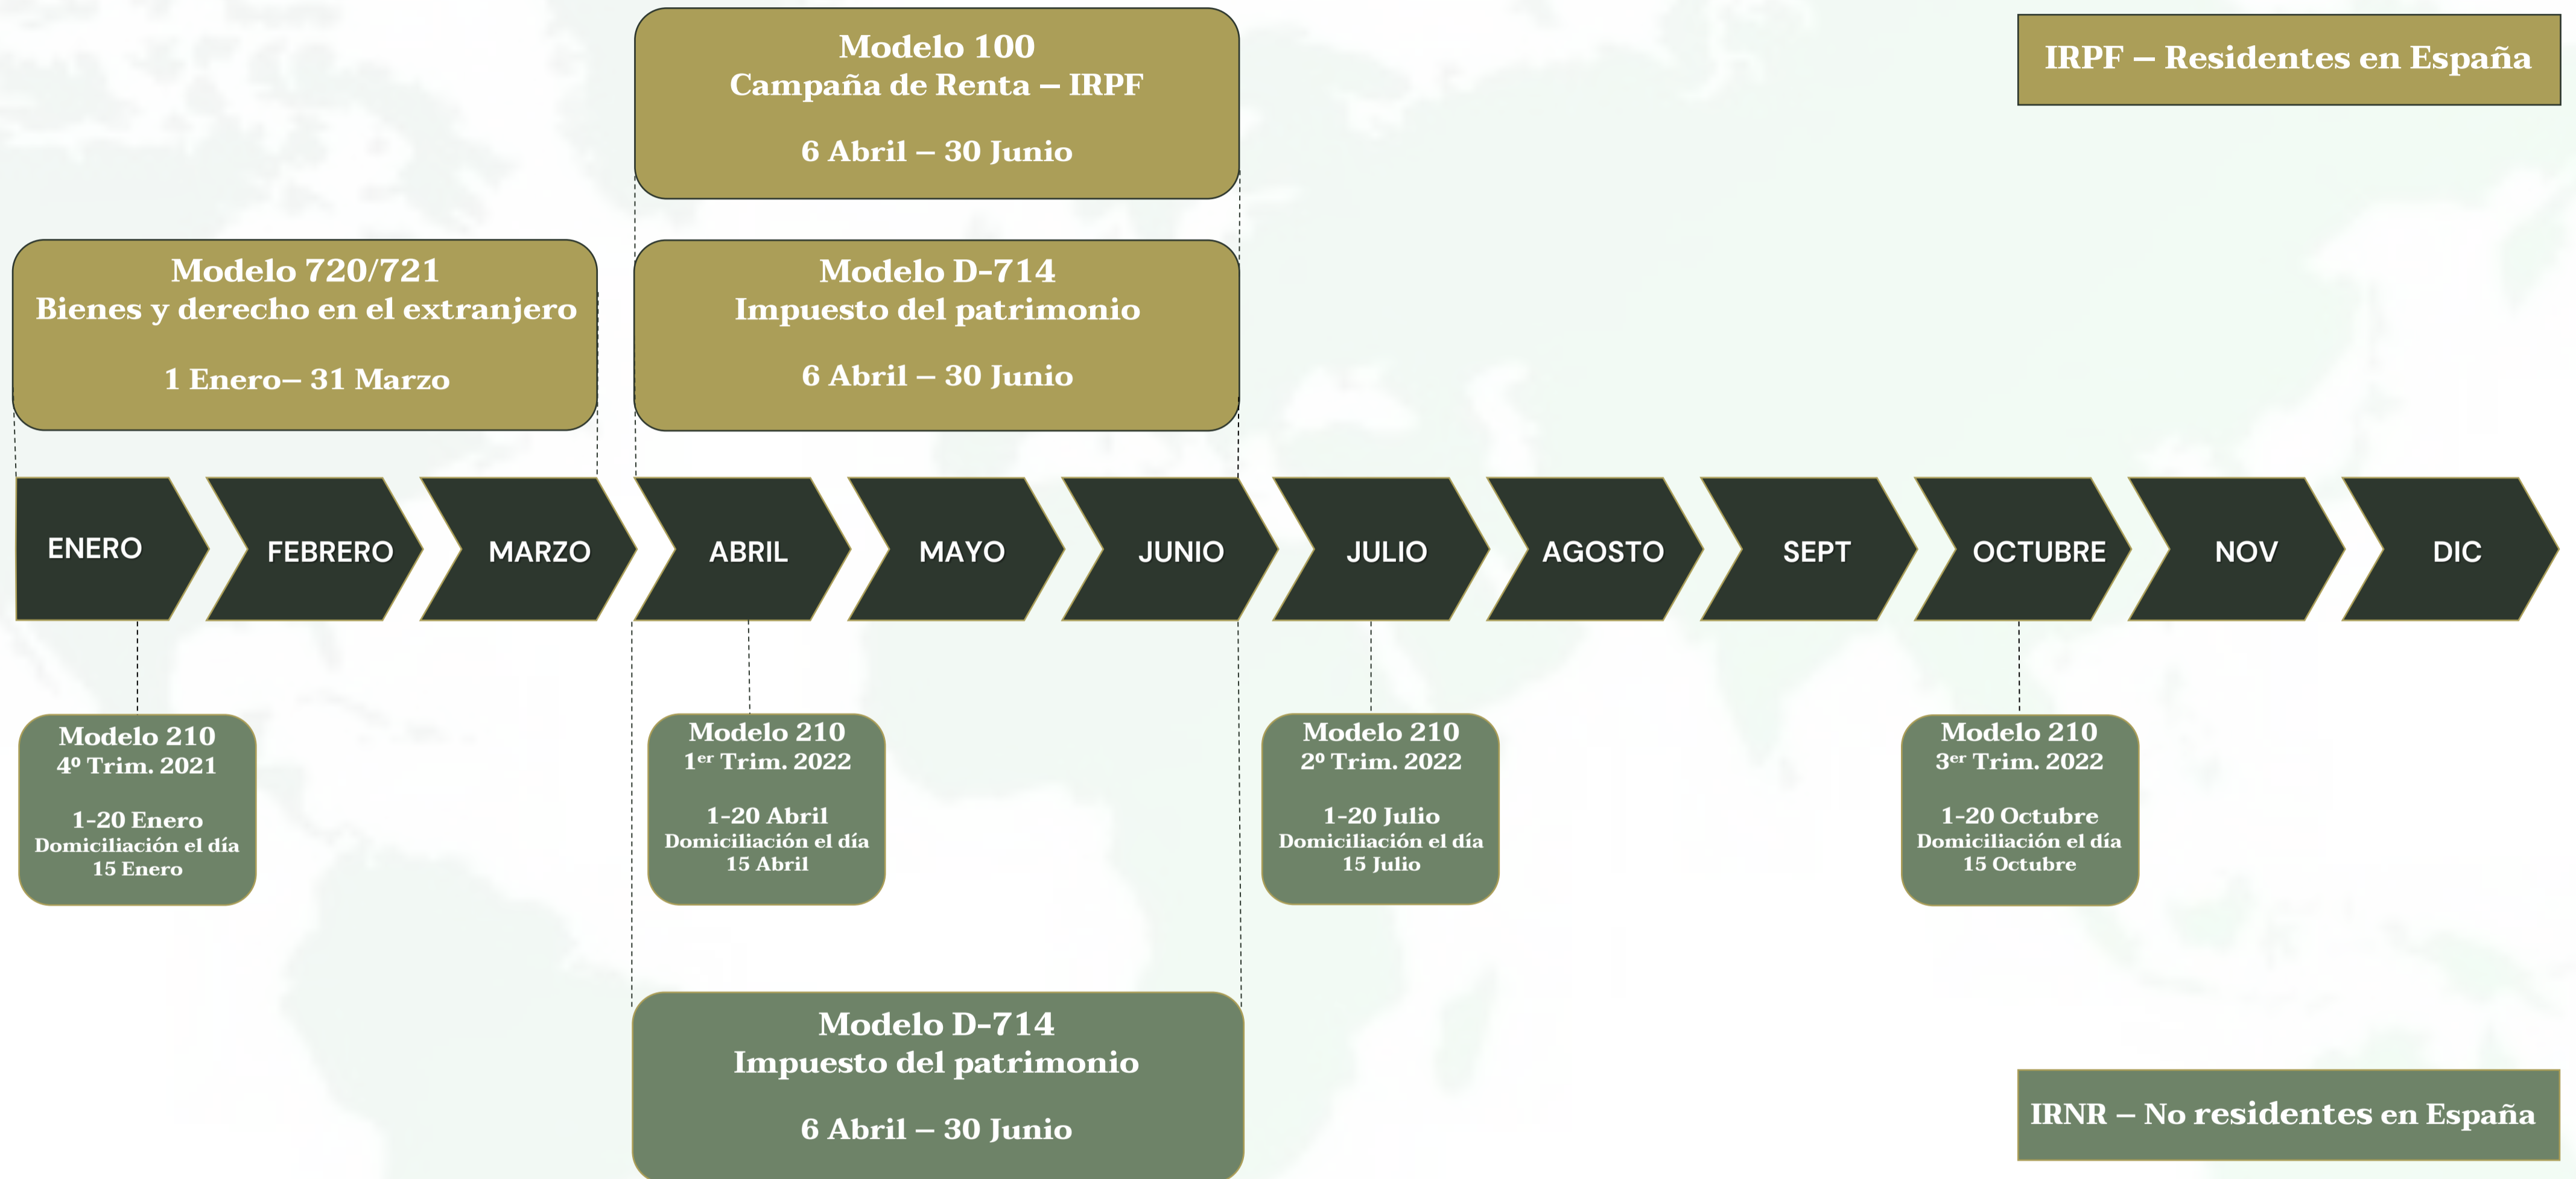 Modelo 100
Campaña de Renta – IRPF
6 Abril – 30 Junio
IRPF – Residentes en España
Modelo 720/721
Bienes y derecho en el extranjero
1 Enero– 31 Marzo
Modelo D-714
Impuesto del patrimonio
6 Abril – 30 Junio
ENERO
FEBRERO
MARZO
ABRIL
MAYO
JUNIO
JULIO
AGOSTO
SEPT
OCTUBRE
NOV
DIC
Modelo 210
4º Trim. 2021
1-20 Enero
Domiciliación el día
15 Enero
Modelo 210
1er Trim. 2022
1-20 Abril
Domiciliación el día
15 Abril
Modelo 210
2º Trim. 2022
1-20 Julio
Domiciliación el día
15 Julio
Modelo 210
3er Trim. 2022
1-20 Octubre
Domiciliación el día
15 Octubre
Modelo D-714
Impuesto del patrimonio
6 Abril – 30 Junio
IRNR – No residentes en España